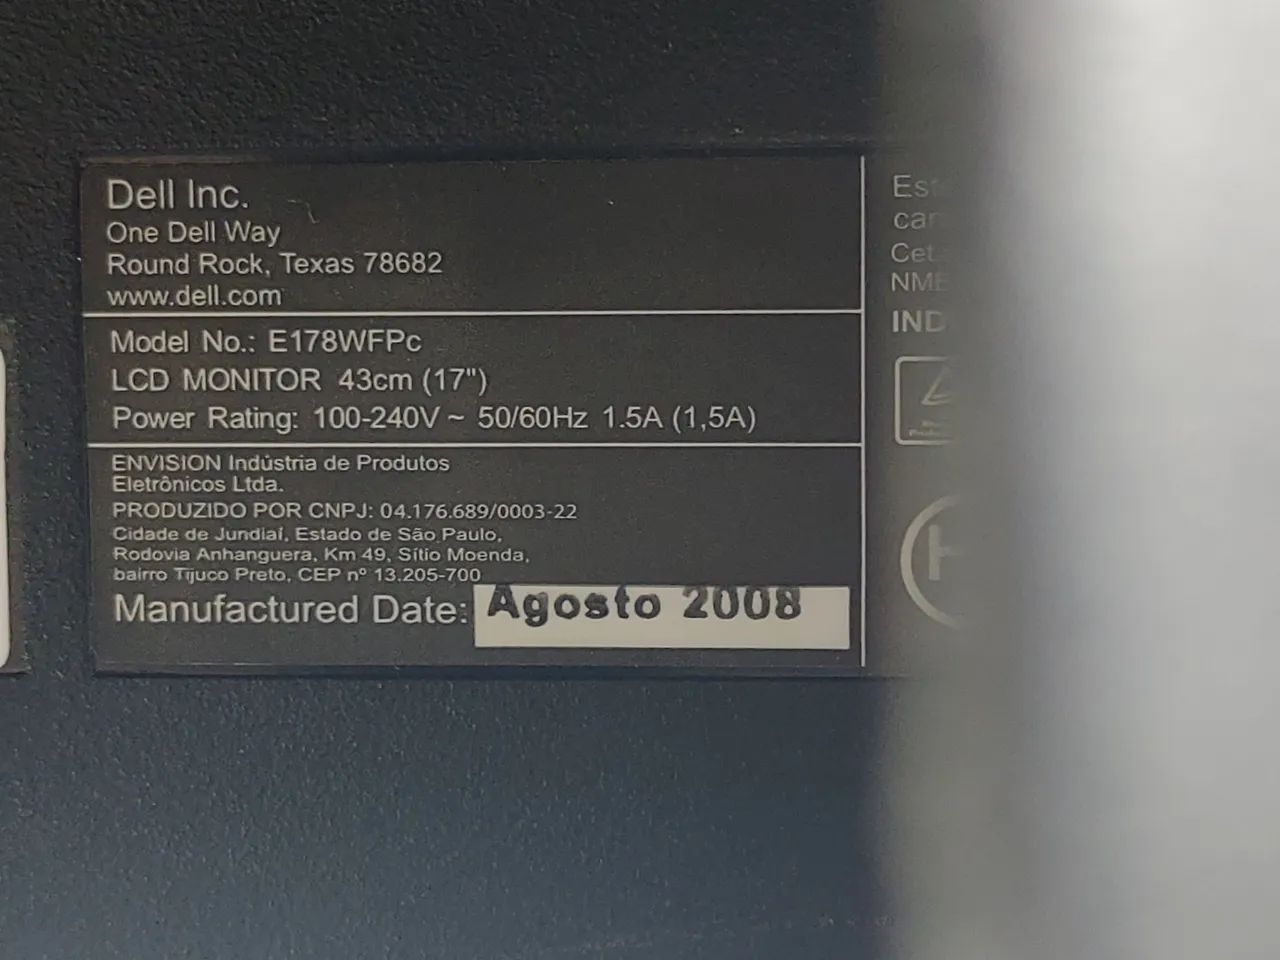 Dell Inc.
One Dell Way
Round Rock, Texas 78682
www.dell.com
Model No.: E178WFPc
LCD MONITOR 43cm (17")
Power Rating: 100-240V ~ 50/60Hz 1.5A (1,5A)
ENVISION Indústria de Produtos
Eletrônicos Ltda.
PRODUZIDO POR CNPJ: 04.176.689/0003-22
Cidade de Jundiaí, Estado de São Paulo,
Rodovia Anhanguera, Km 49, Sítio Moenda,
bairro Tijuco Preto, CEP nº 13.205-700
Manufactured Date: Agosto 2008